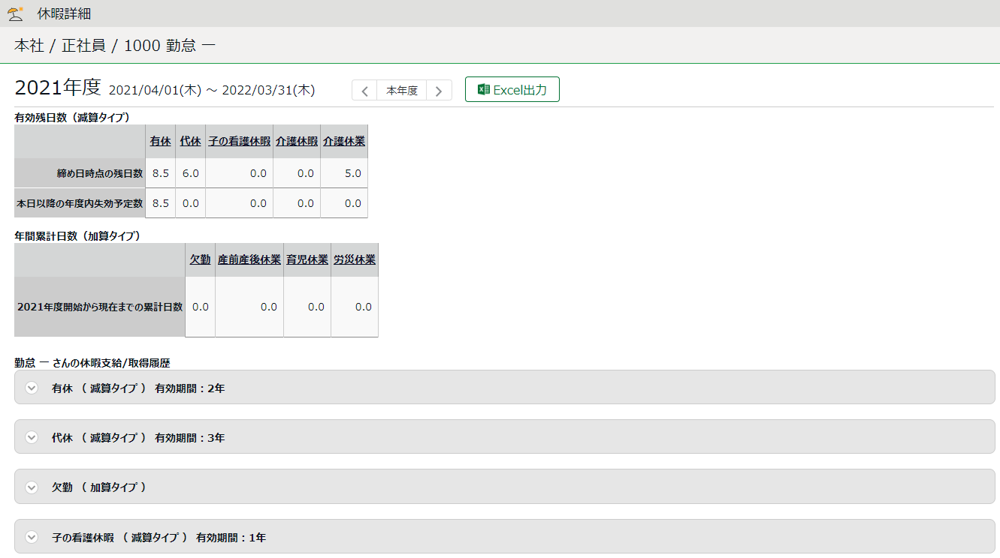 休暇詳細
本社 / 正社員 / 1000 勤怠 一
2021年度 2021/04/01(木) ～ 2022/03/31(木) 本年度 Excel出力
有効残日数（減算タイプ）
有休 代休 子の看護休暇 介護休暇 介護休業
締め日時点の残日数 8.5 6.0 0.0 0.0 5.0
本日以降の年度内失効予定数 8.5 0.0 0.0 0.0 0.0
年間累計日数（加算タイプ）
欠勤 産前産後休業 育児休業 労災休業
2021年度開始から現在までの累計日数 0.0 0.0 0.0 0.0
勤怠 一 さんの休暇支給/取得履歴
有休 （ 減算タイプ ） 有効期間：2年
代休 （ 減算タイプ ） 有効期間：3年
欠勤 （ 加算タイプ ）
子の看護休暇 （ 減算タイプ ） 有効期間：1年